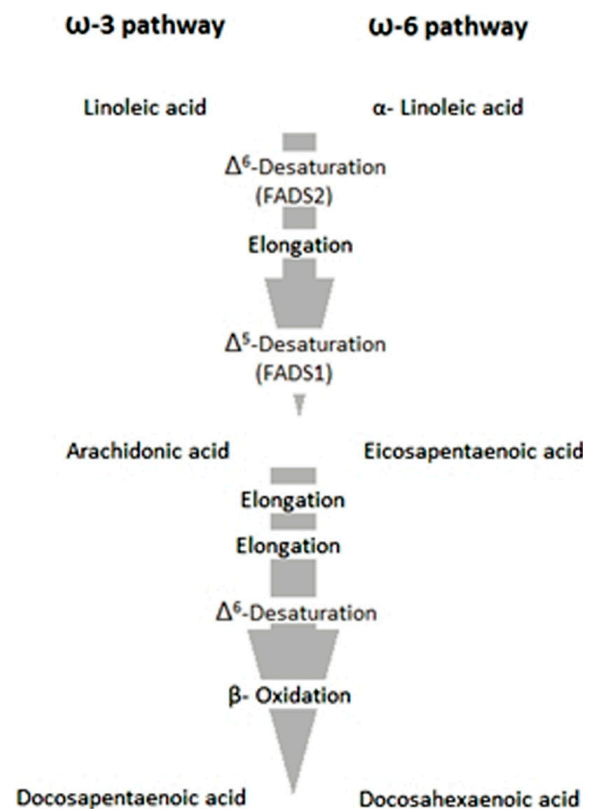 ω-3 pathway ω-6 pathway
Linoleic acid α- Linoleic acid
Δ⁶-Desaturation
(FADS2)
Elongation
Δ⁵-Desaturation
(FADS1)
Arachidonic acid Eicosapentaenoic acid
Elongation
Elongation
Δ⁶-Desaturation
β- Oxidation
Docosapentaenoic acid Docosahexaenoic acid